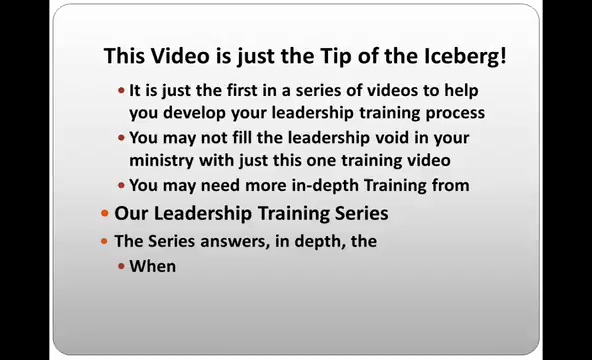 This Video is just the Tip of the Iceberg!
• It is just the first in a series of videos to help
you develop your leadership training process
• You may not fill the leadership void in your
ministry with just this one training video
• You may need more in-depth Training from
• Our Leadership Training Series
• The Series answers, in depth, the
• When